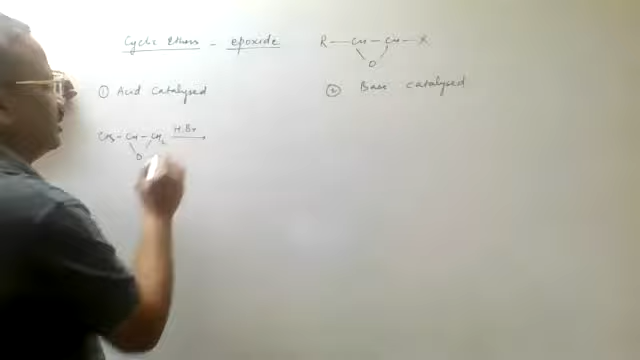 Cyclic Ethers - epoxide R — CH — CH — R
O
① Acid Catalysed ② Base catalysed
CH3 - CH - CH2 H.Br
O